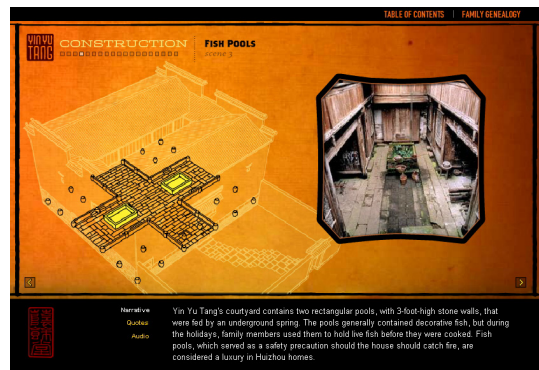 TABLE OF CONTENTS | FAMILY GENEALOGY
YIN YU
TANG
CONSTRUCTION
FISH POOLS
scene 3
Narrative
Quotes
Audio
Yin Yu Tang's courtyard contains two rectangular pools, with 3-foot-high stone walls, that
were fed by an underground spring. The pools generally contained decorative fish, but during
the holidays, family members used them to hold live fish before they were cooked. Fish
pools, which served as a safety precaution should the house should catch fire, are
considered a luxury in Huizhou homes.